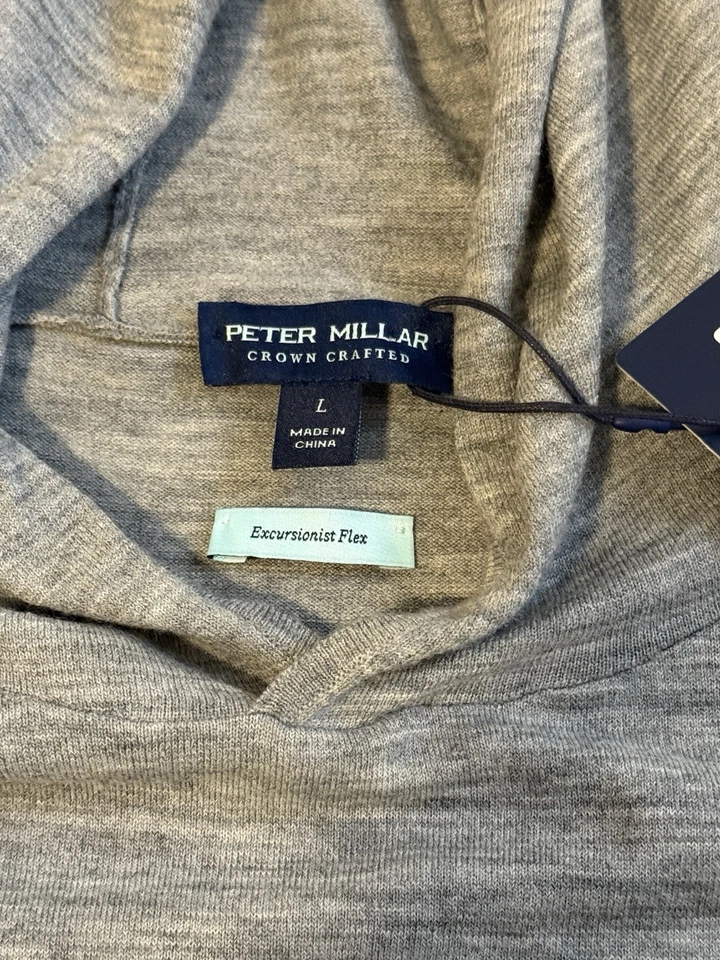 PETER MILLAR
CROWN CRAFTED
L
MADE IN
CHINA
Excursionist Flex